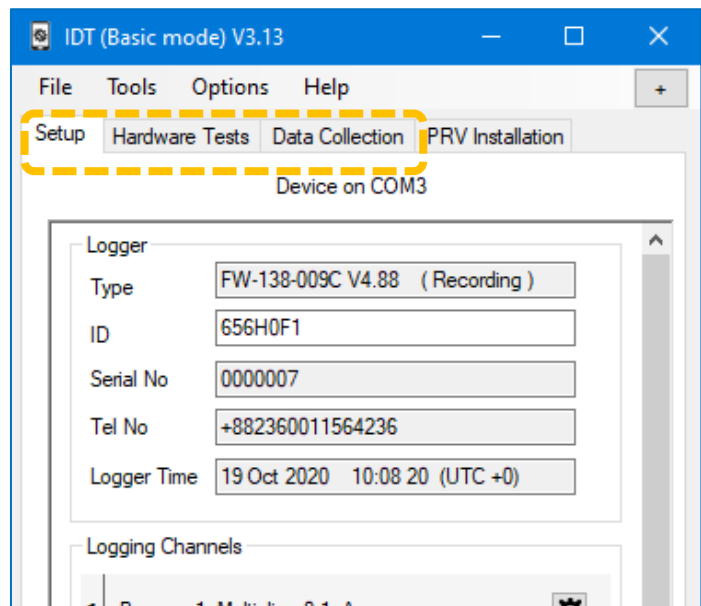 IDT (Basic mode) V3.13
File Tools Options Help +
Setup Hardware Tests Data Collection PRV Installation
Device on COM3
Logger
Type FW-138-009C V4.88 ( Recording )
ID 656H0F1
Serial No 0000007
Tel No +882360011564236
Logger Time 19 Oct 2020 10:08 20 (UTC +0)
Logging Channels